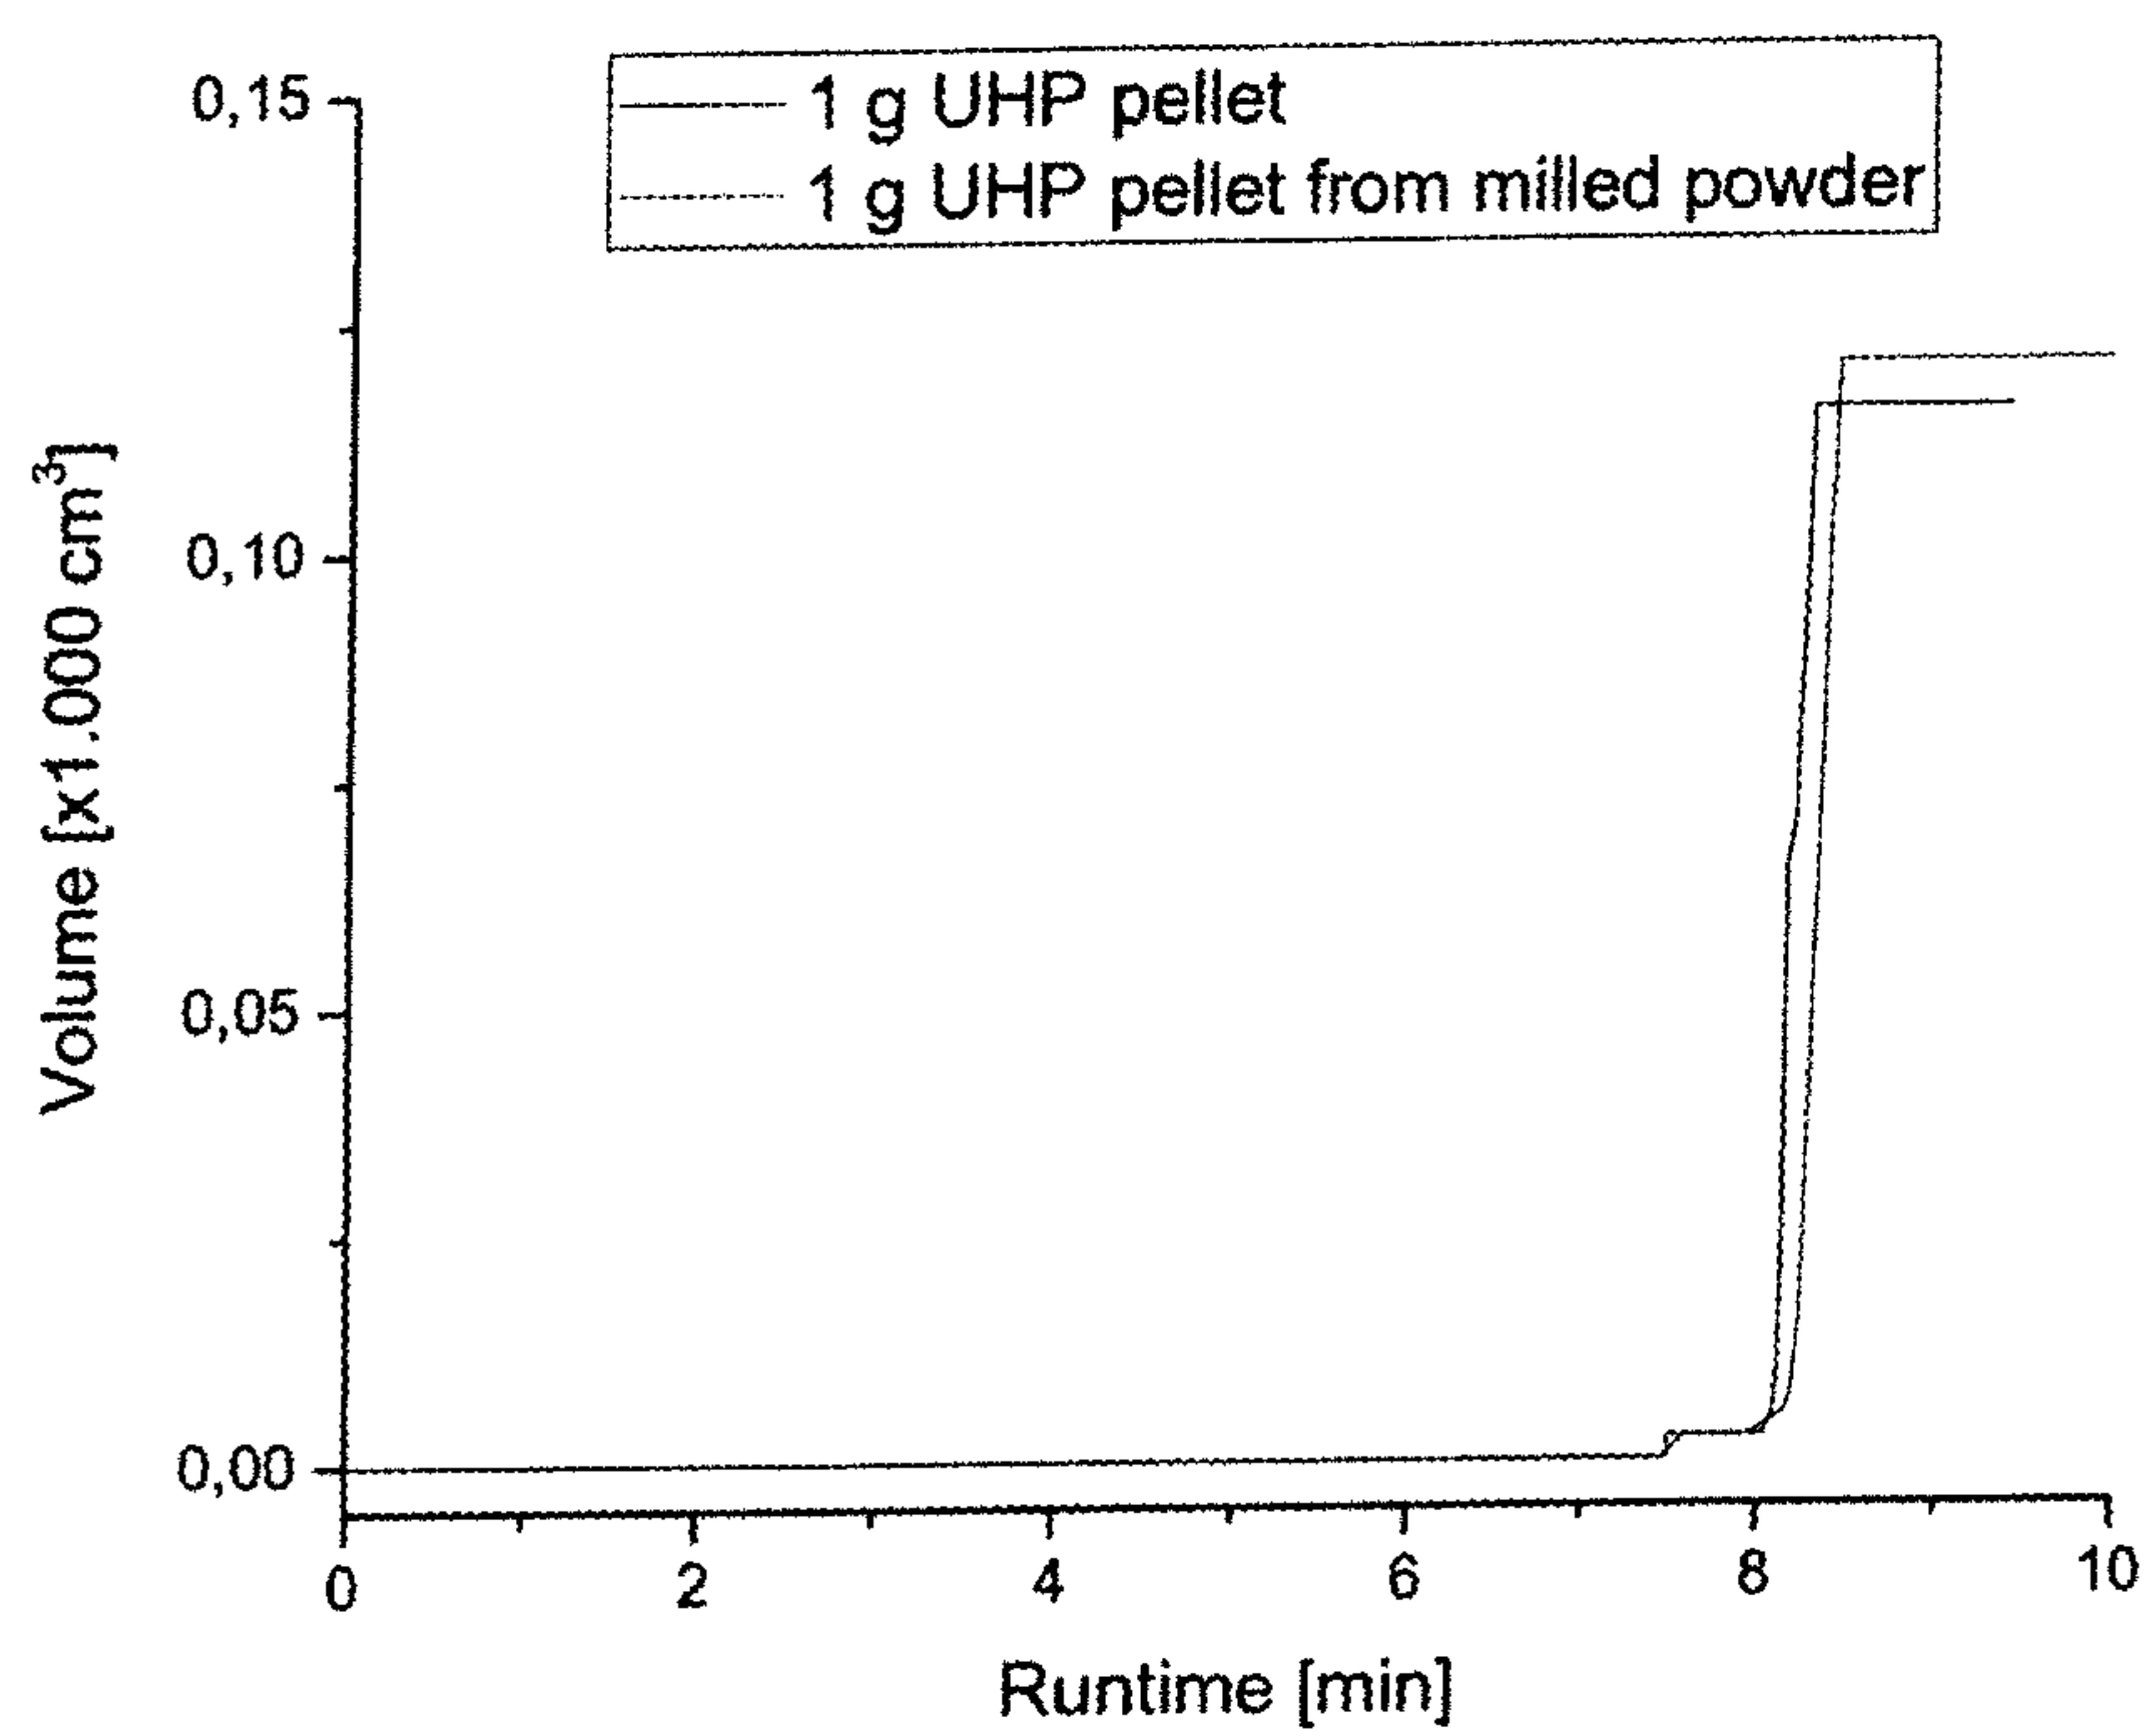 1 g UHP pellet
1 g UHP pellet from milled powder
Volume [x1.000 cm³]
0,15
0,10
0,05
0,00
0 2 4 6 8 10
Runtime [min]